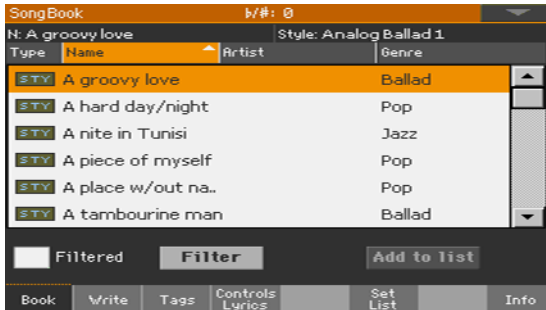 SongBook b/#: 0
N: A groovy love Style: Analog Ballad 1
Type Name Artist Genre
STY A groovy love Ballad
STY A hard day/night Pop
STY A nite in Tunisi Jazz
STY A piece of myself Pop
STY A place w/out na.. Pop
STY A tambourine man Ballad
Filtered Filter Add to list
Book Write Tags Controls Lyrics Set List Info